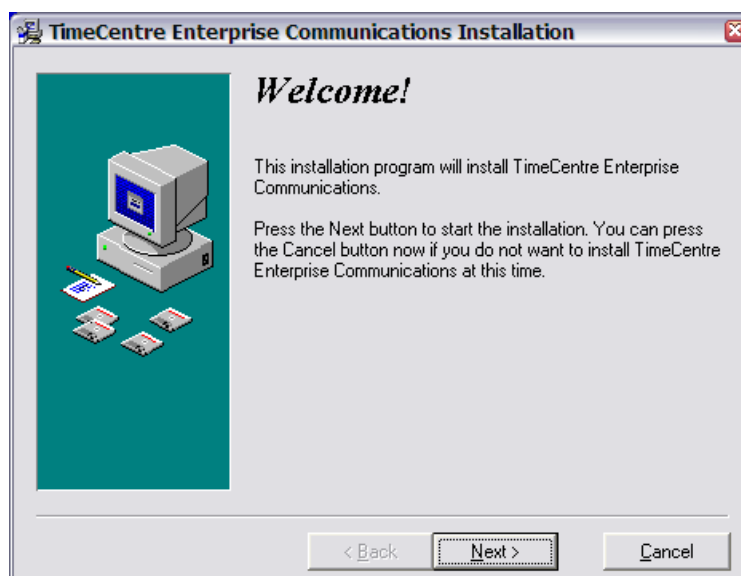 TimeCentre Enterprise Communications Installation
Welcome!
This installation program will install TimeCentre Enterprise
Communications.
Press the Next button to start the installation. You can press
the Cancel button now if you do not want to install TimeCentre
Enterprise Communications at this time.
< Back
Next >
Cancel